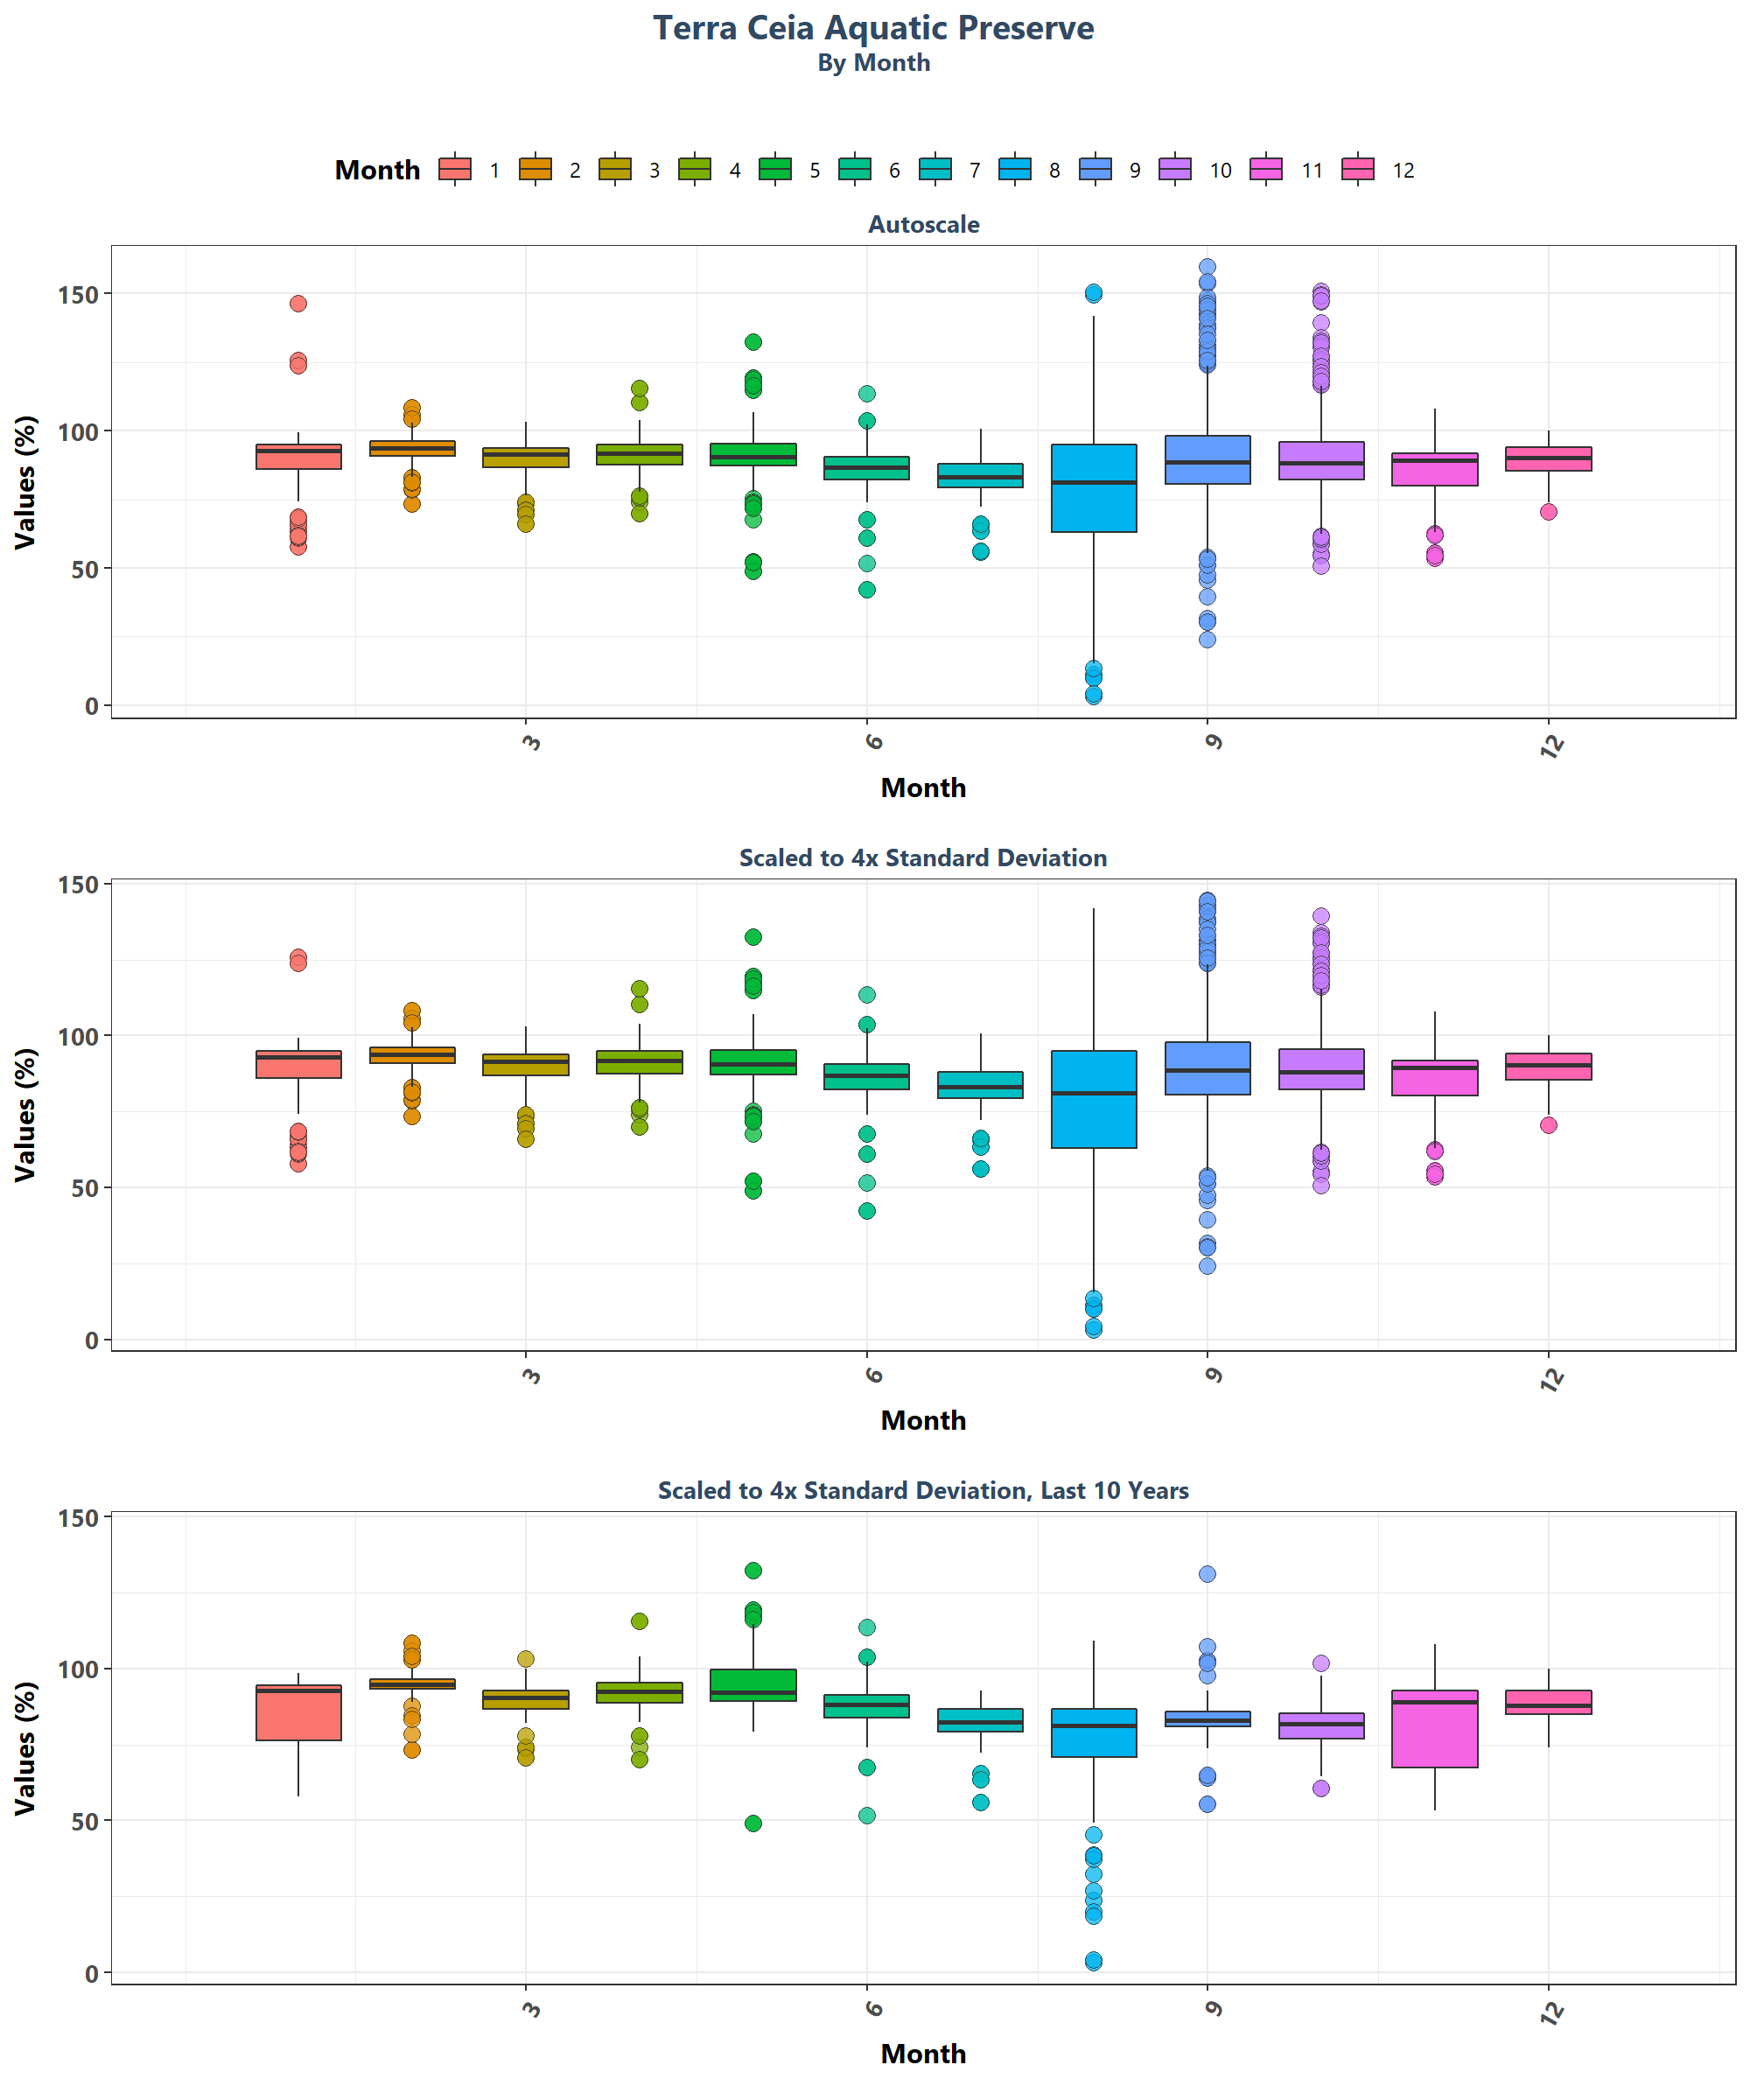 Terra Ceia Aquatic Preserve
By Month
Month 1 2 3 4 5 6 7 8 9 10 11 12
Autoscale
Values (%)
150
100
50
0
3 6 9 12
Month
Scaled to 4x Standard Deviation
Values (%)
150
100
50
0
3 6 9 12
Month
Scaled to 4x Standard Deviation, Last 10 Years
Values (%)
150
100
50
0
3 6 9 12
Month